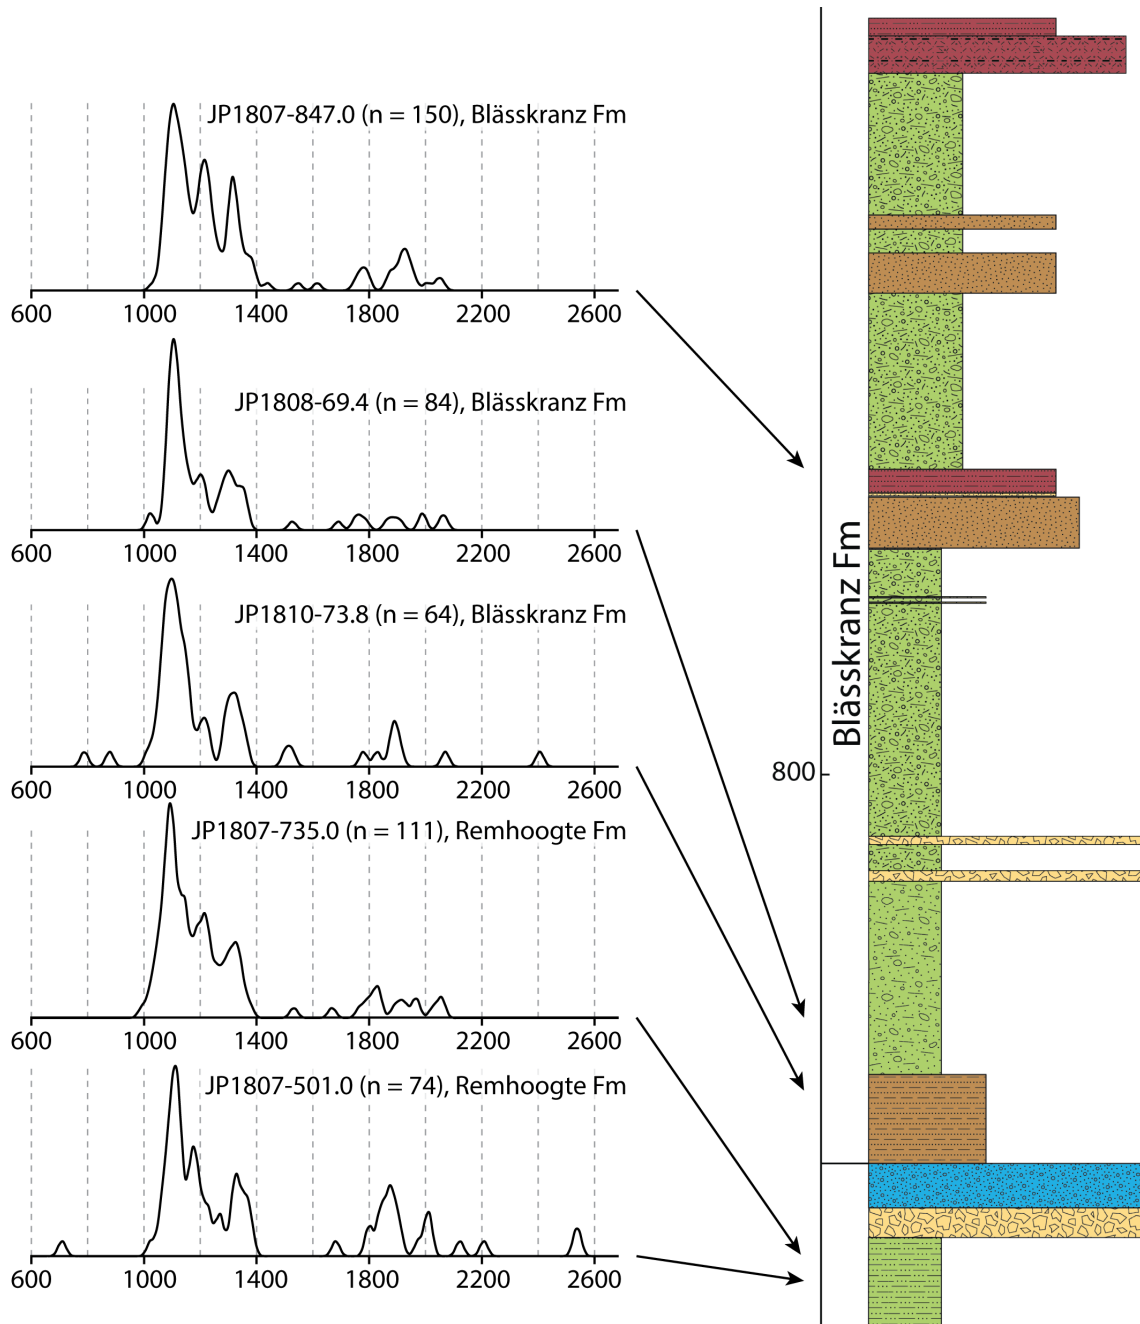 JP1807-847.0 (n = 150), Blässkranz Fm
600 1000 1400 1800 2200 2600
JP1808-69.4 (n = 84), Blässkranz Fm
600 1000 1400 1800 2200 2600
JP1810-73.8 (n = 64), Blässkranz Fm
600 1000 1400 1800 2200 2600
JP1807-735.0 (n = 111), Remhoogte Fm
600 1000 1400 1800 2200 2600
JP1807-501.0 (n = 74), Remhoogte Fm
600 1000 1400 1800 2200 2600
Blässkranz Fm
800